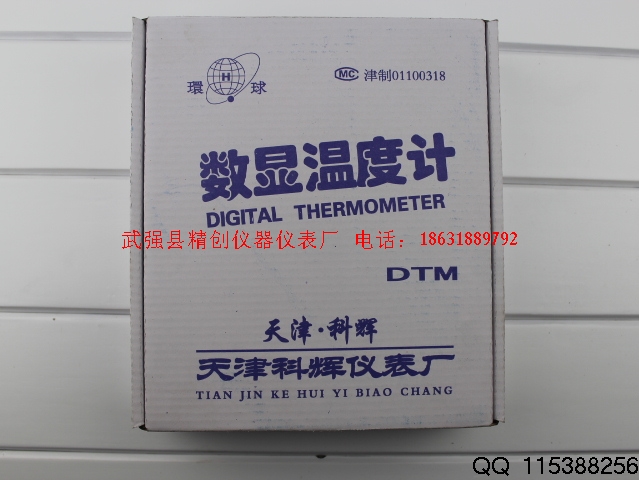 環 H 球
MC 津制01100318
数显温度计
DIGITAL THERMOMETER
武强县精创仪器仪表厂 电话：18631889792
DTM
天津·科辉
天津科辉仪表厂
TIAN JIN KE HUI YI BIAO CHANG
QQ 115388256